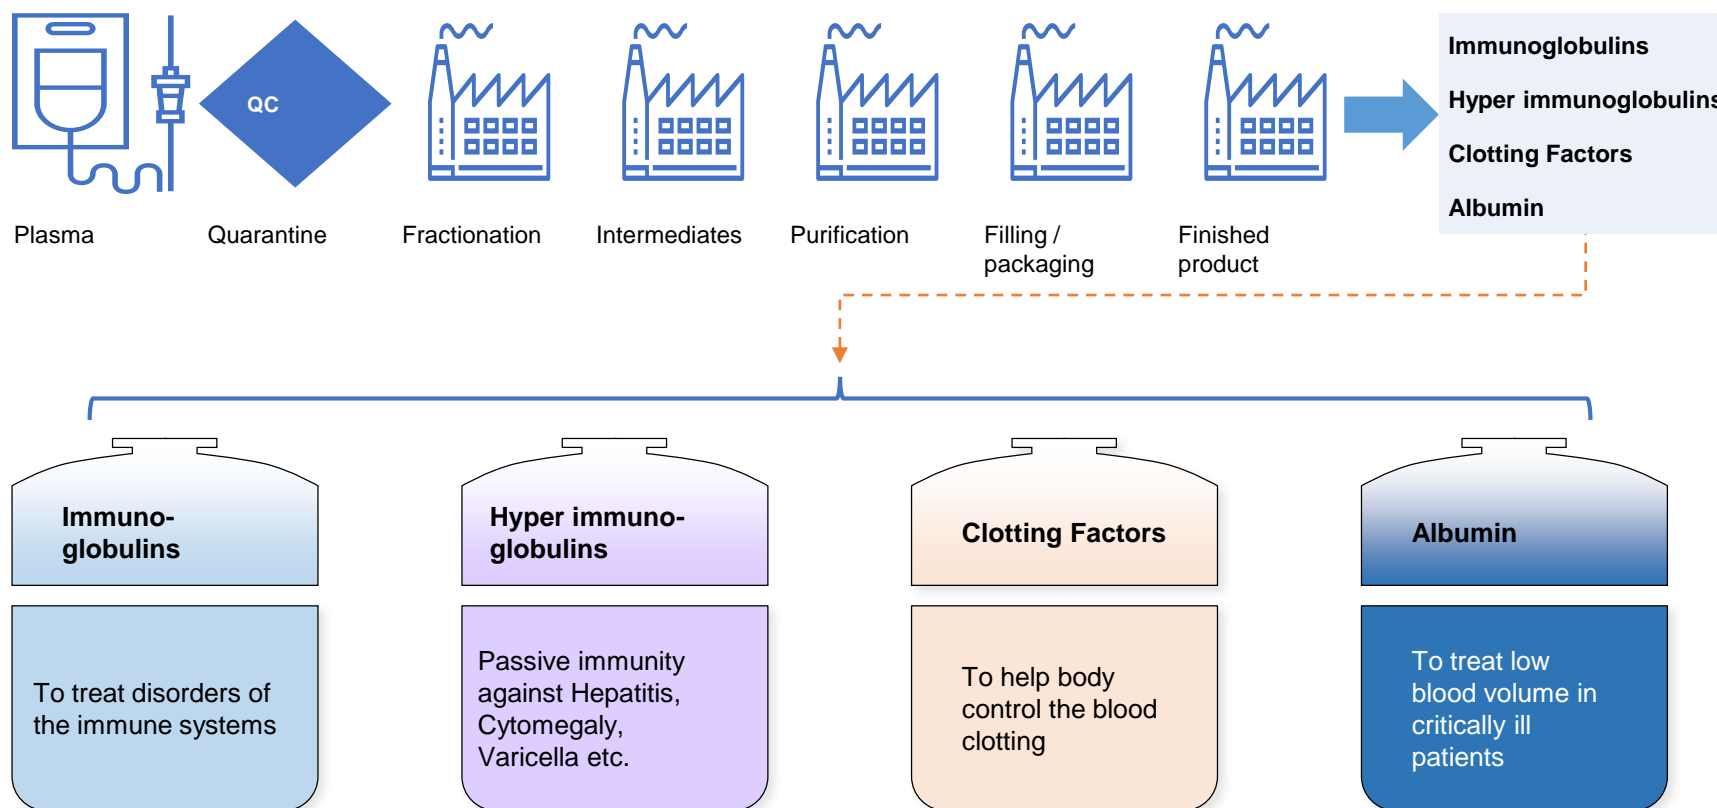 QC
Immunoglobulins
Hyper immunoglobulins
Clotting Factors
Albumin
Plasma
Quarantine
Fractionation
Intermediates
Purification
Filling /
packaging
Finished
product
Immuno-
globulins
Hyper immuno-
globulins
Clotting Factors
Albumin
To treat disorders of
the immune systems
Passive immunity
against Hepatitis,
Cytomegaly,
Varicella etc.
To help body
control the blood
clotting
To treat low
blood volume in
critically ill
patients